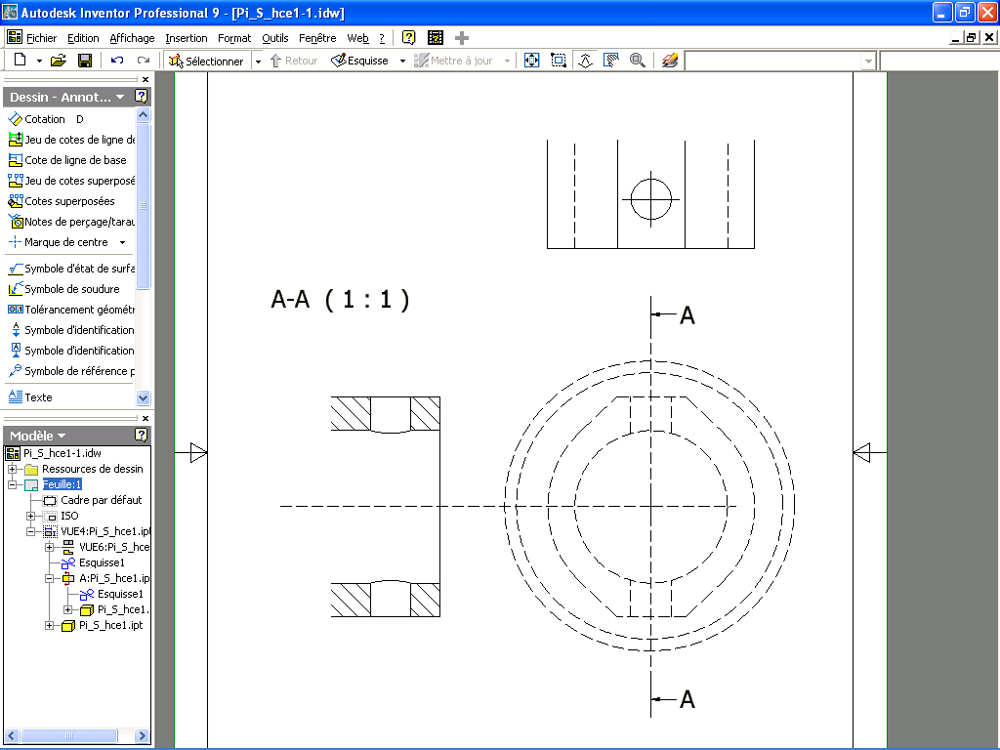 Autodesk Inventor Professional 9 - [Pi_S_hce1-1.idw]
Fichier Edition Affichage Insertion Format Outils Fenêtre Web ?
Sélectionner Retour Esquisse Mettre à jour
Dessin - Annot...
Cotation D
Jeu de cotes de ligne de
Cote de ligne de base
Jeu de cotes superposé
Cotes superposées
Notes de perçage/tarau
Marque de centre
Symbole d'état de surfa
Symbole de soudure
Tolérancement géométr
Symbole d'identification
Symbole d'identification
Symbole de référence p
Texte
Modèle
Pi_S_hce1-1.idw
Ressources de dessin
Feuille:1
Cadre par défaut
ISO
VUE4:Pi_S_hce1.ipt
VUE6:Pi_S_hce
Esquisse1
A:Pi_S_hce1.ip
Esquisse1
Pi_S_hce1.
Pi_S_hce1.ipt
A-A ( 1 : 1 )
A
A